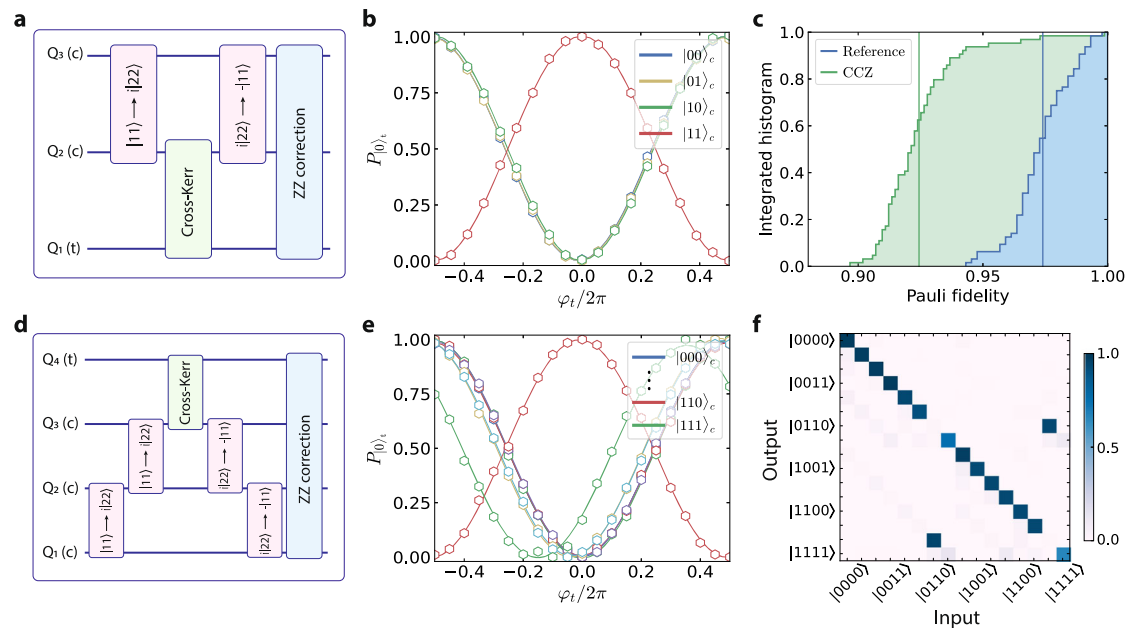 a
Q₃ (c)
Q₂ (c)
Q₁ (t)
|11⟩ → i|22⟩
Cross-Kerr
i|22⟩ → -|11⟩
ZZ correction
b
P|0⟩ₜ
1.00
0.75
0.50
0.25
0.00
−0.4
−0.2
0.0
0.2
0.4
φₜ/2π
|00⟩c
|01⟩c
|10⟩c
|11⟩c
c
Integrated histogram
1.0
0.8
0.6
0.4
0.2
0.0
0.90
0.95
1.00
Pauli fidelity
Reference
CCZ
d
Q₄ (t)
Q₃ (c)
Q₂ (c)
Q₁ (c)
|11⟩ → i|22⟩
|11⟩ → i|22⟩
Cross-Kerr
i|22⟩ → -|11⟩
i|22⟩ → -|11⟩
ZZ correction
e
P|0⟩ₜ
1.00
0.75
0.50
0.25
0.00
−0.4
−0.2
0.0
0.2
0.4
φₜ/2π
|000⟩c
|110⟩c
|111⟩c
f
Output
|0000⟩
|0011⟩
|0110⟩
|1001⟩
|1100⟩
|1111⟩
|0000⟩
|0011⟩
|0110⟩
|1001⟩
|1100⟩
|1111⟩
Input
1.0
0.5
0.0